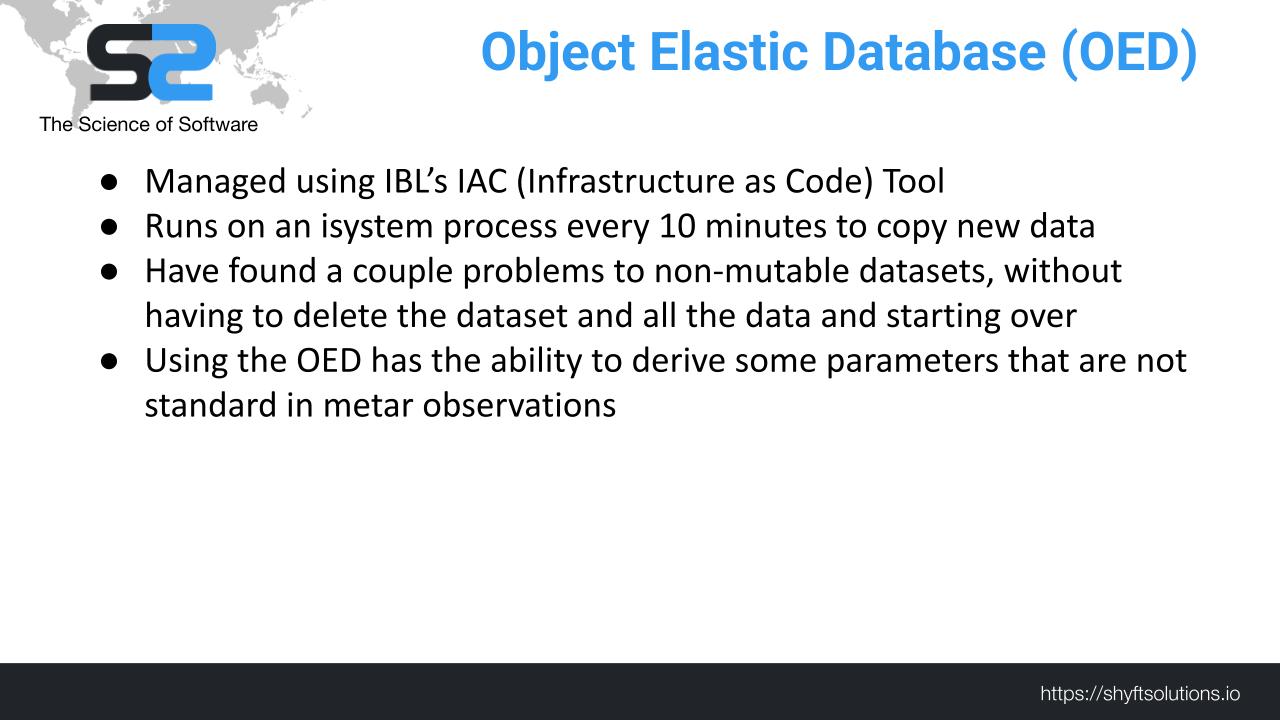 Object Elastic Database (OED)
S2
The Science of Software
● Managed using IBL’s IAC (Infrastructure as Code) Tool
● Runs on an isystem process every 10 minutes to copy new data
● Have found a couple problems to non-mutable datasets, without
having to delete the dataset and all the data and starting over
● Using the OED has the ability to derive some parameters that are not
standard in metar observations
https://shyftsolutions.io